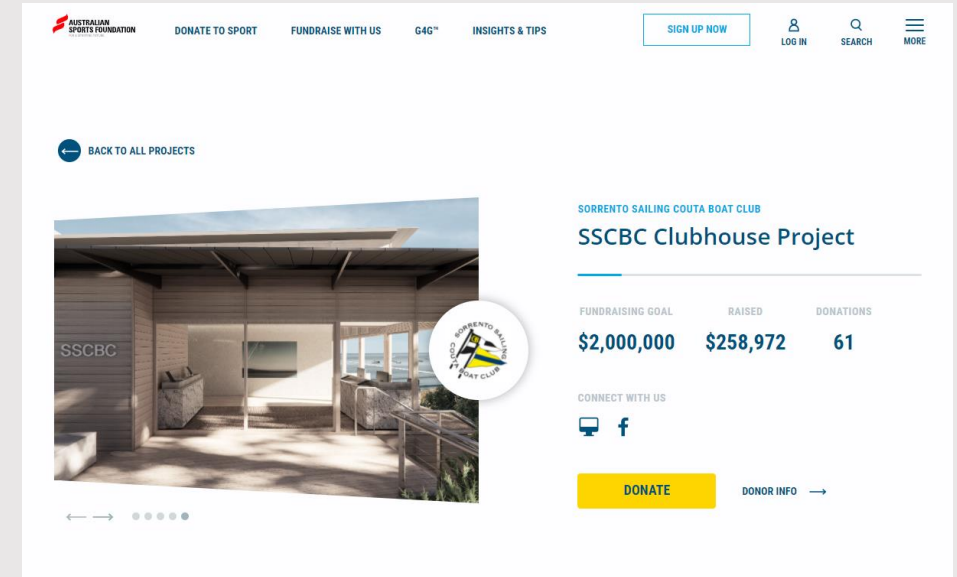 AUSTRALIAN
SPORTS FOUNDATION
DONATE TO SPORT
FUNDRAISE WITH US
G4G™
INSIGHTS & TIPS
SIGN UP NOW
LOG IN
SEARCH
MORE
BACK TO ALL PROJECTS
SSCBC
SORRENTO SAILING
COUTA BOAT CLUB
SORRENTO SAILING COUTA BOAT CLUB
SSCBC Clubhouse Project
FUNDRAISING GOAL
RAISED
DONATIONS
$2,000,000
$258,972
61
CONNECT WITH US
DONATE
DONOR INFO